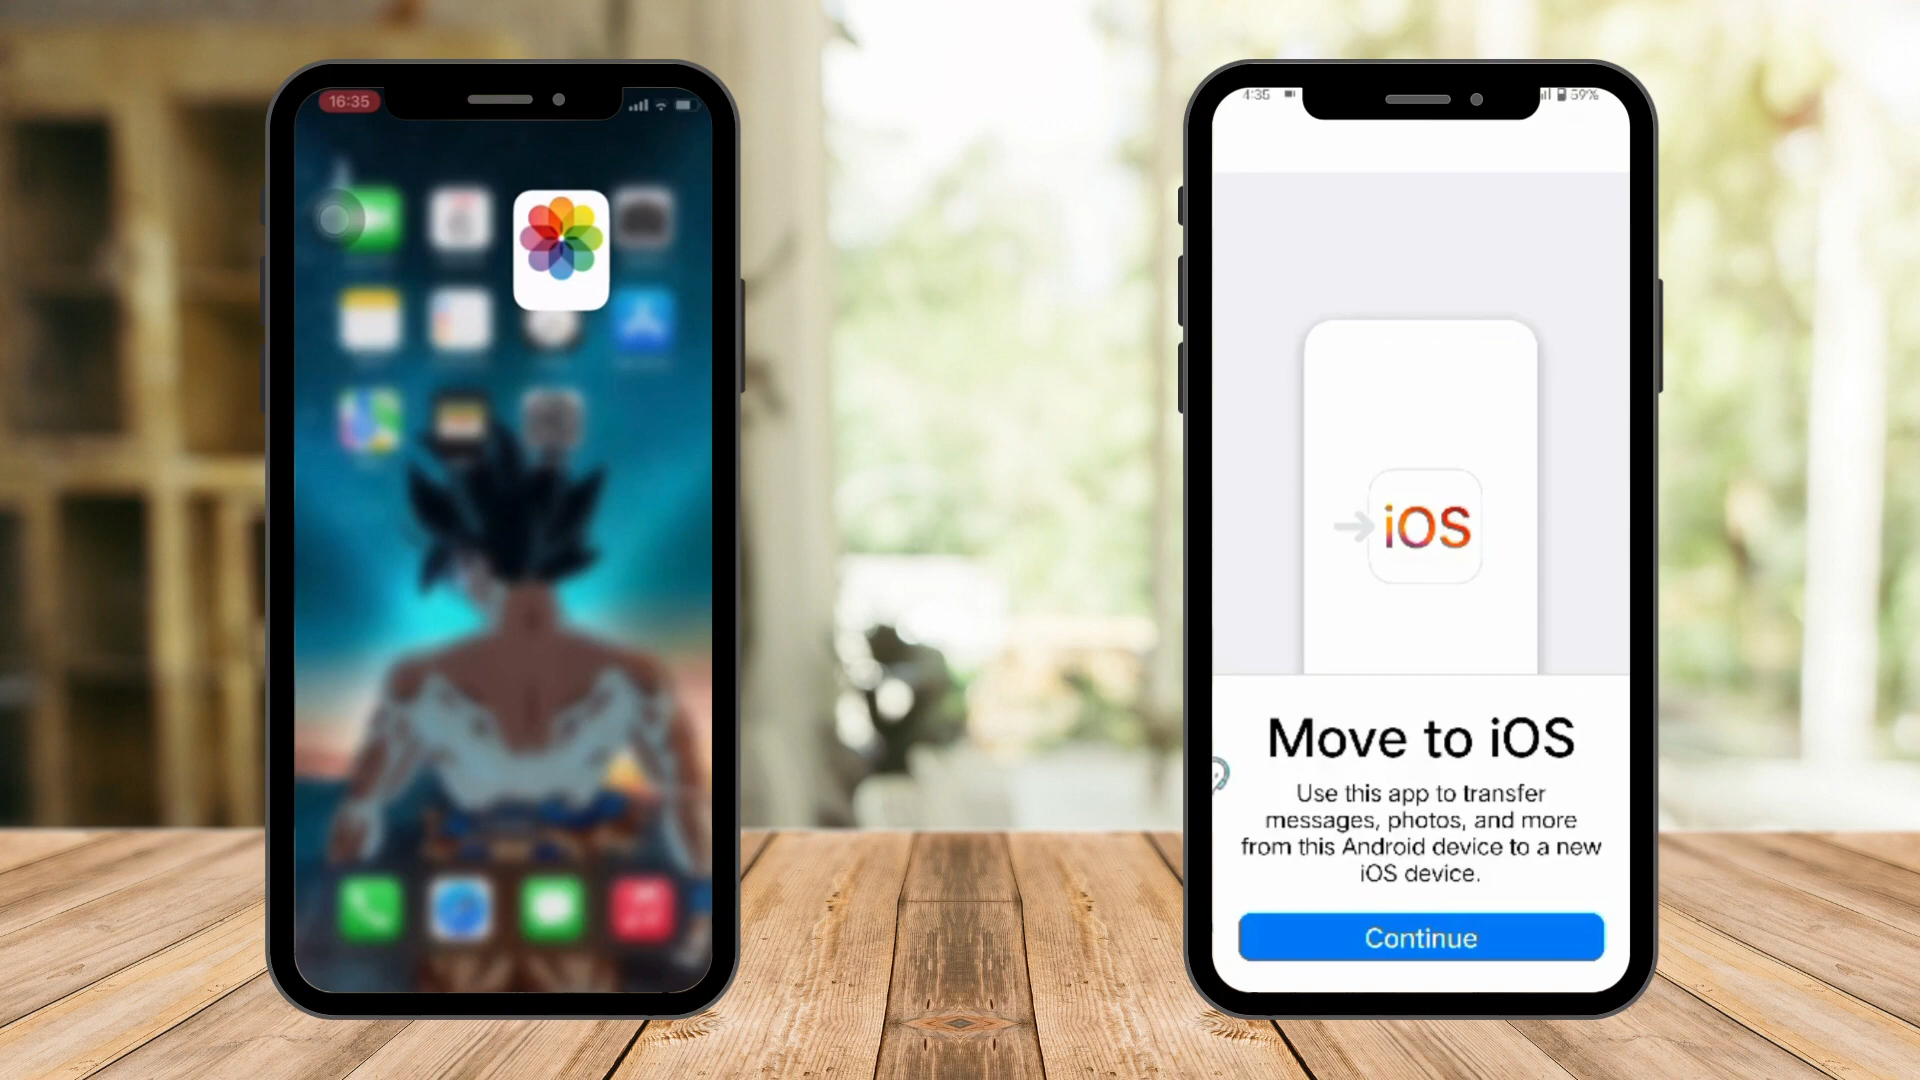 16:35
4:35
59%
iOS
Move to iOS
Use this app to transfer
messages, photos, and more
from this Android device to a new
iOS device.
Continue